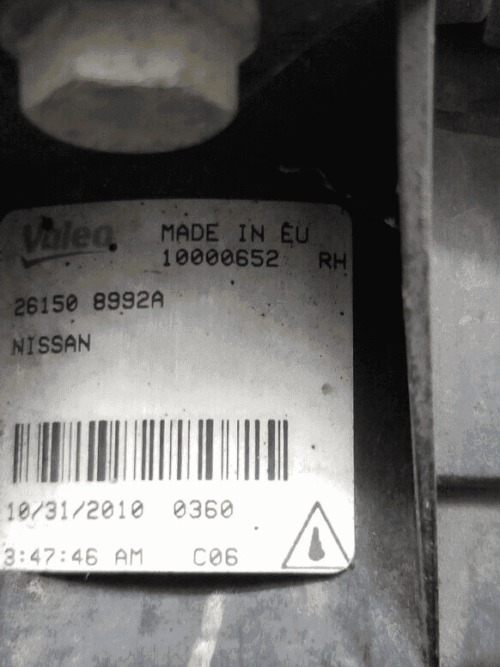 Valeo
MADE IN EU
10000652 RH
26150 8992A
NISSAN
10/31/2010 0360
3:47:46 AM C06